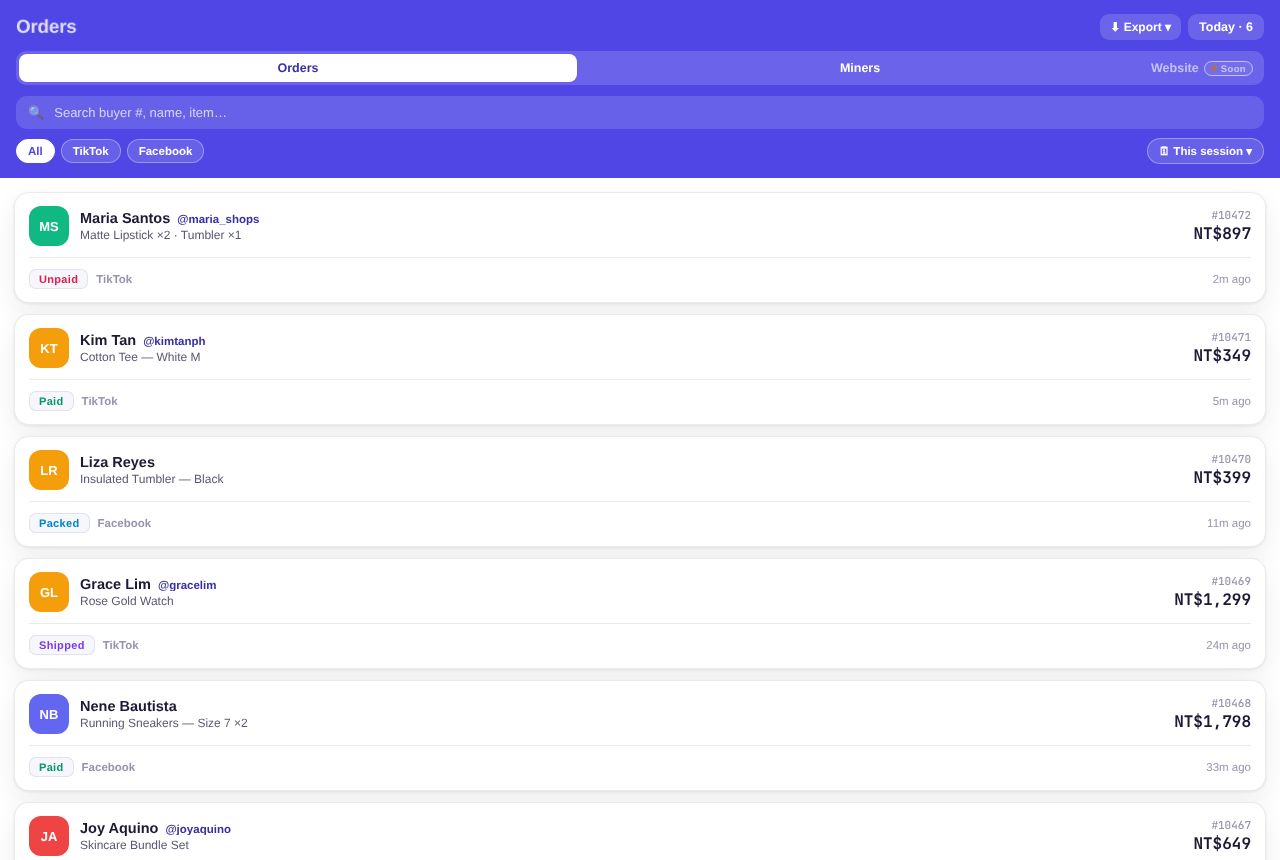 Orders
⬇ Export ▾
Today · 6
Orders
Miners
Website
Soon
🔍 Search buyer #, name, item…
All
TikTok
Facebook
This session ▾
MS
Maria Santos @maria_shops
#10472
Matte Lipstick ×2 · Tumbler ×1
NT$897
Unpaid TikTok
2m ago
KT
Kim Tan @kimtanph
#10471
Cotton Tee — White M
NT$349
Paid TikTok
5m ago
LR
Liza Reyes
#10470
Insulated Tumbler — Black
NT$399
Packed Facebook
11m ago
GL
Grace Lim @gracelim
#10469
Rose Gold Watch
NT$1,299
Shipped TikTok
24m ago
NB
Nene Bautista
#10468
Running Sneakers — Size 7 ×2
NT$1,798
Paid Facebook
33m ago
JA
Joy Aquino @joyaquino
#10467
Skincare Bundle Set
NT$649